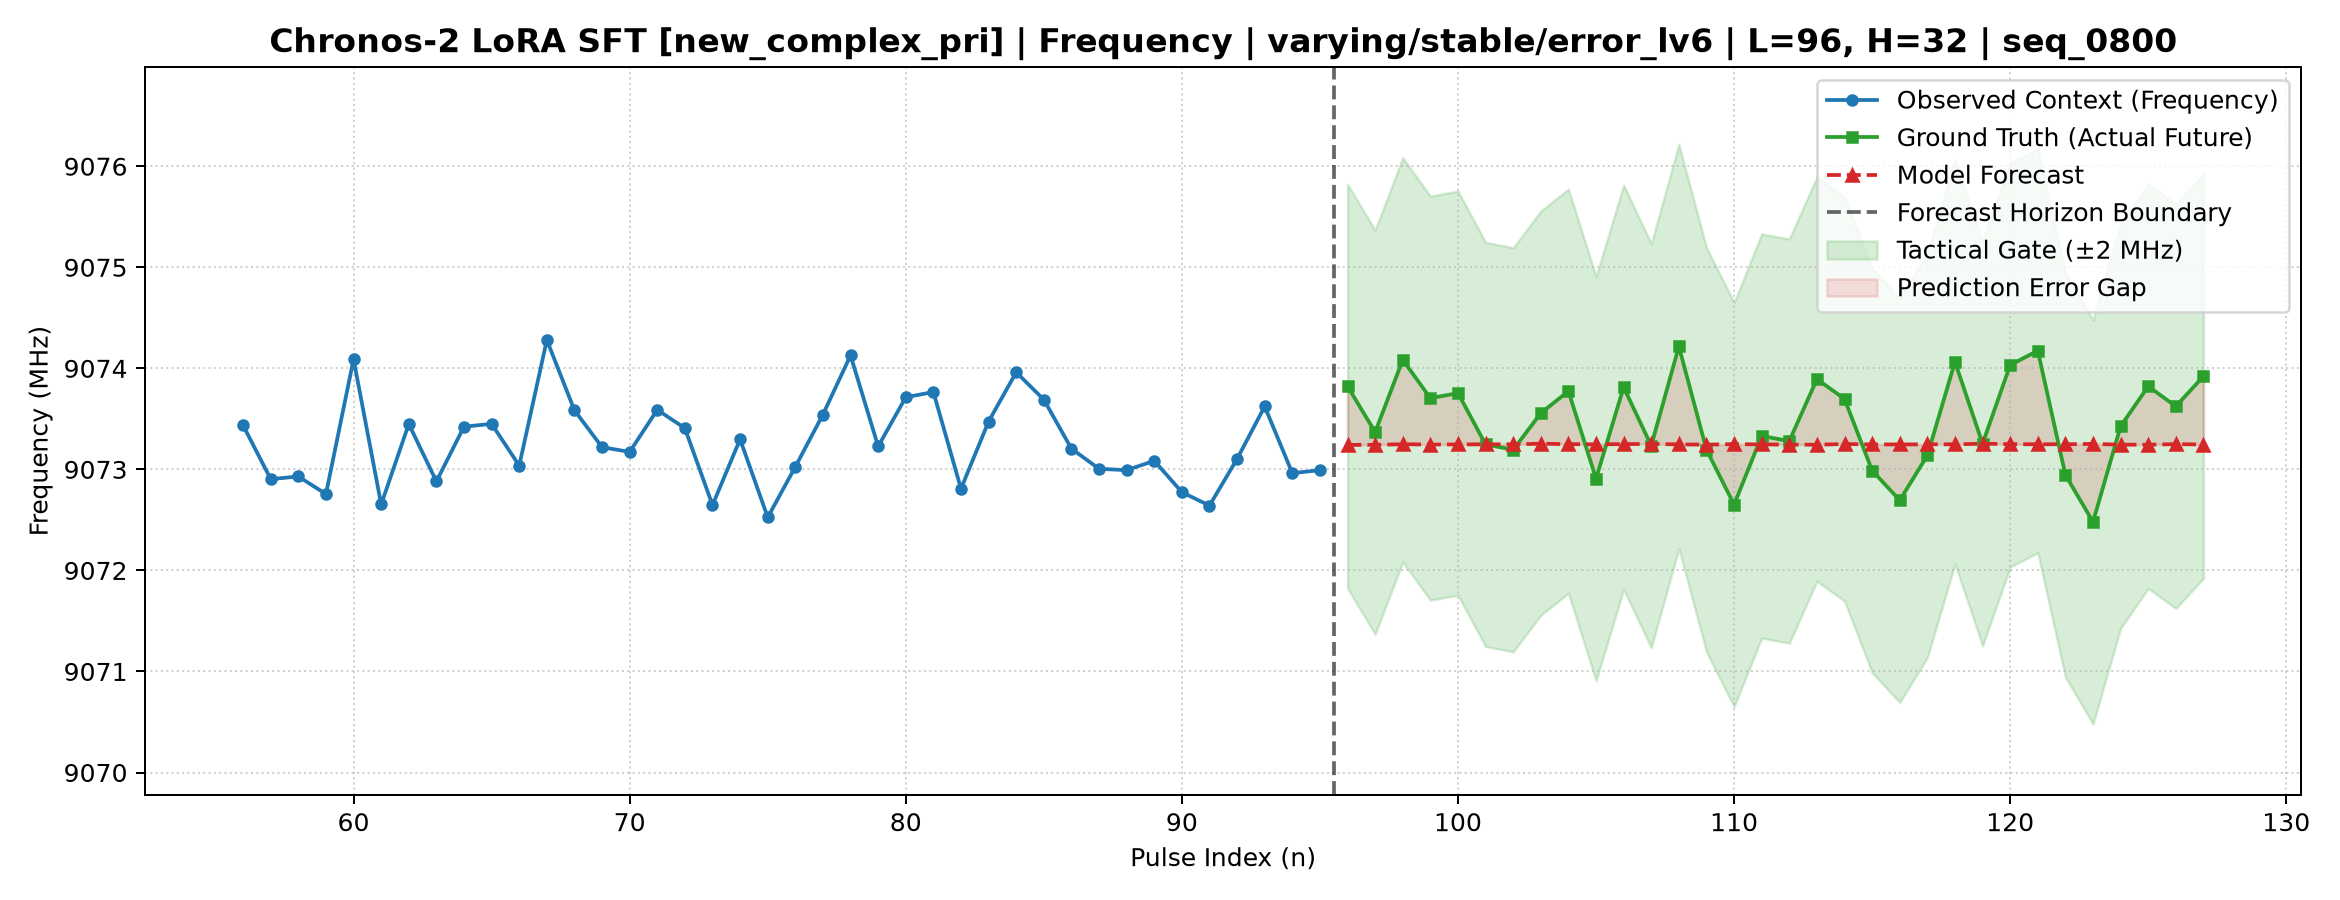 Chronos-2 LoRA SFT [new_complex_pri] | Frequency | varying/stable/error_lv6 | L=96, H=32 | seq_0800
Observed Context (Frequency)
Ground Truth (Actual Future)
Model Forecast
Forecast Horizon Boundary
Tactical Gate (±2 MHz)
Prediction Error Gap
Frequency (MHz)
9076
9075
9074
9073
9072
9071
9070
60
70
80
90
100
110
120
130
Pulse Index (n)